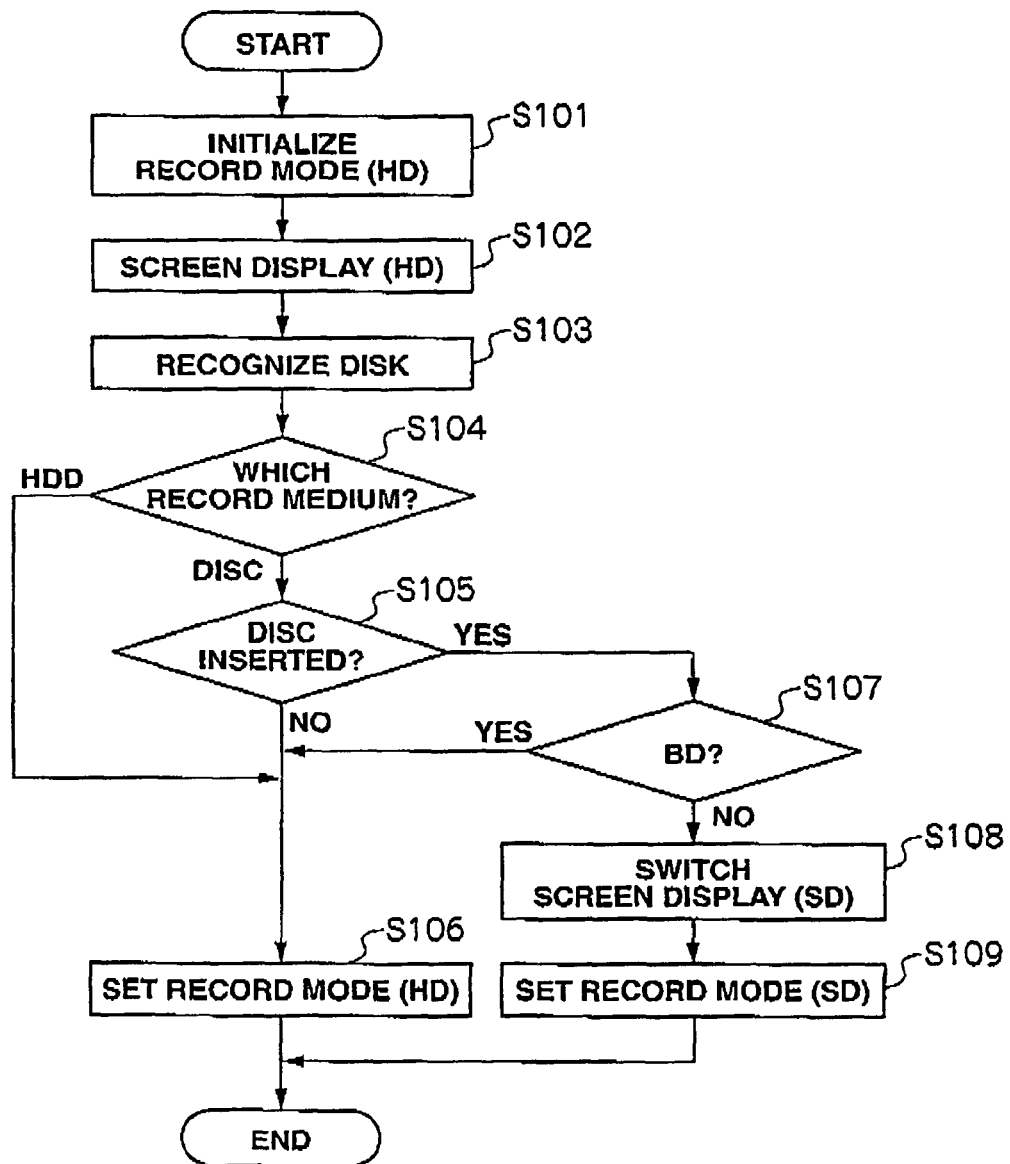 START
S101
INITIALIZE
RECORD MODE (HD)
S102
SCREEN DISPLAY (HD)
S103
RECOGNIZE DISK
S104
HDD
WHICH
RECORD MEDIUM?
DISC
S105
DISC
INSERTED?
YES
S107
NO
YES
BD?
NO
S108
SWITCH
SCREEN DISPLAY (SD)
S106
S109
SET RECORD MODE (HD)
SET RECORD MODE (SD)
END